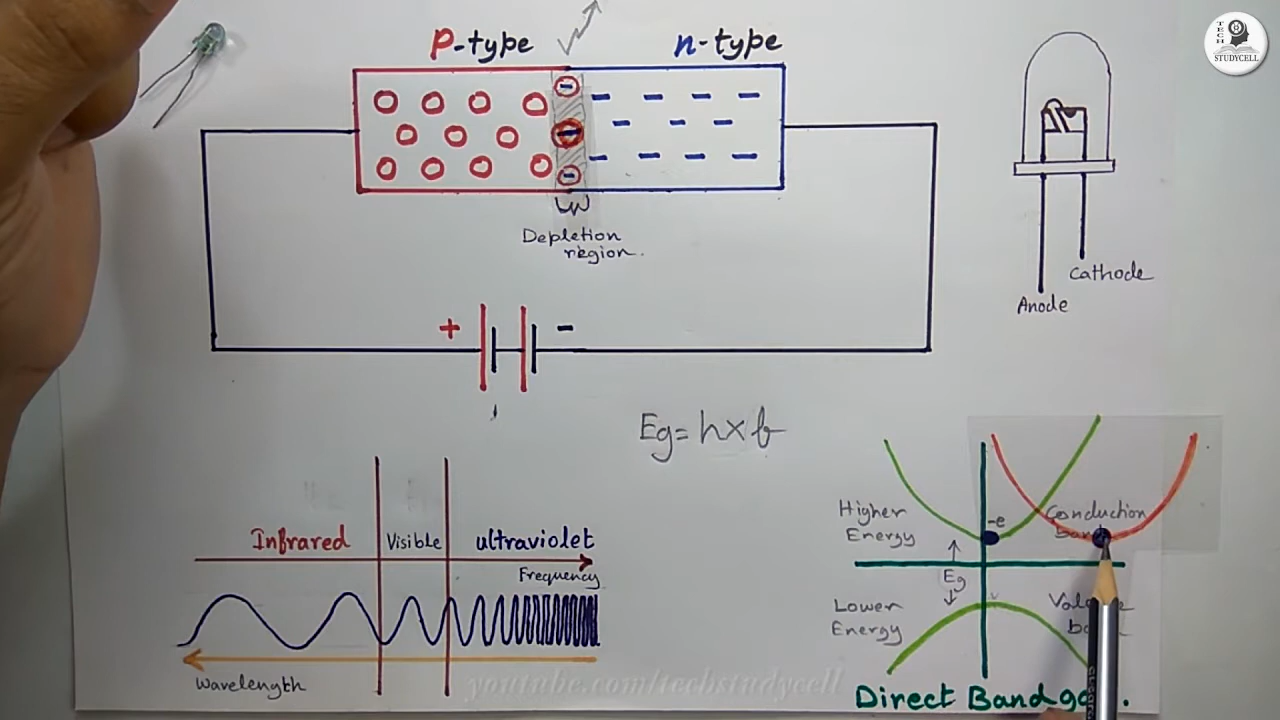 P-type
n-type
TECH
STUDYCELL
Depletion
region.
Cathode
Anode
+
-
Eg = h×f
Infrared
Visible
ultraviolet
Frequency
Wavelength
Higher
Energy
-e
Conduction
Eg
Lower
Energy
youtube.com/techstudycell
Direct